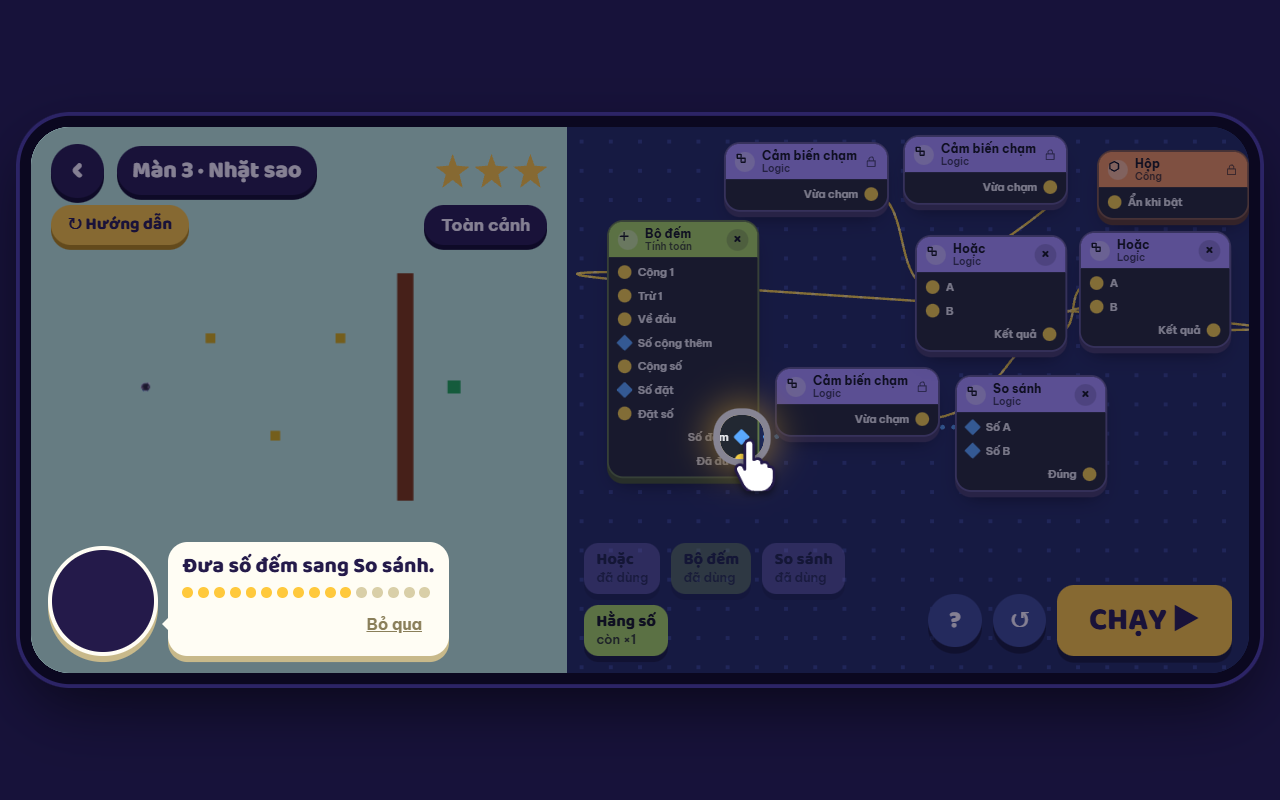 Màn 3 • Nhặt sao
↻ Hướng dẫn
Toàn cảnh
Đưa số đếm sang So sánh.
Bỏ qua
Cảm biến chạm
Logic
Vừa chạm
Cảm biến chạm
Logic
Vừa chạm
Hộp
Cổng
Ẩn khi bật
Bộ đếm
Tính toán
Cộng 1
Trừ 1
Về đầu
Số cộng thêm
Cộng số
Số đặt
Đặt số
Số đếm
Hoặc
Logic
A
B
Kết quả
Hoặc
Logic
A
B
Kết quả
Cảm biến chạm
Logic
Vừa chạm
So sánh
Logic
Số A
Số B
Đúng
Hoặc
đã dùng
Bộ đếm
đã dùng
So sánh
đã dùng
Hằng số
còn ×1
?
CHẠY